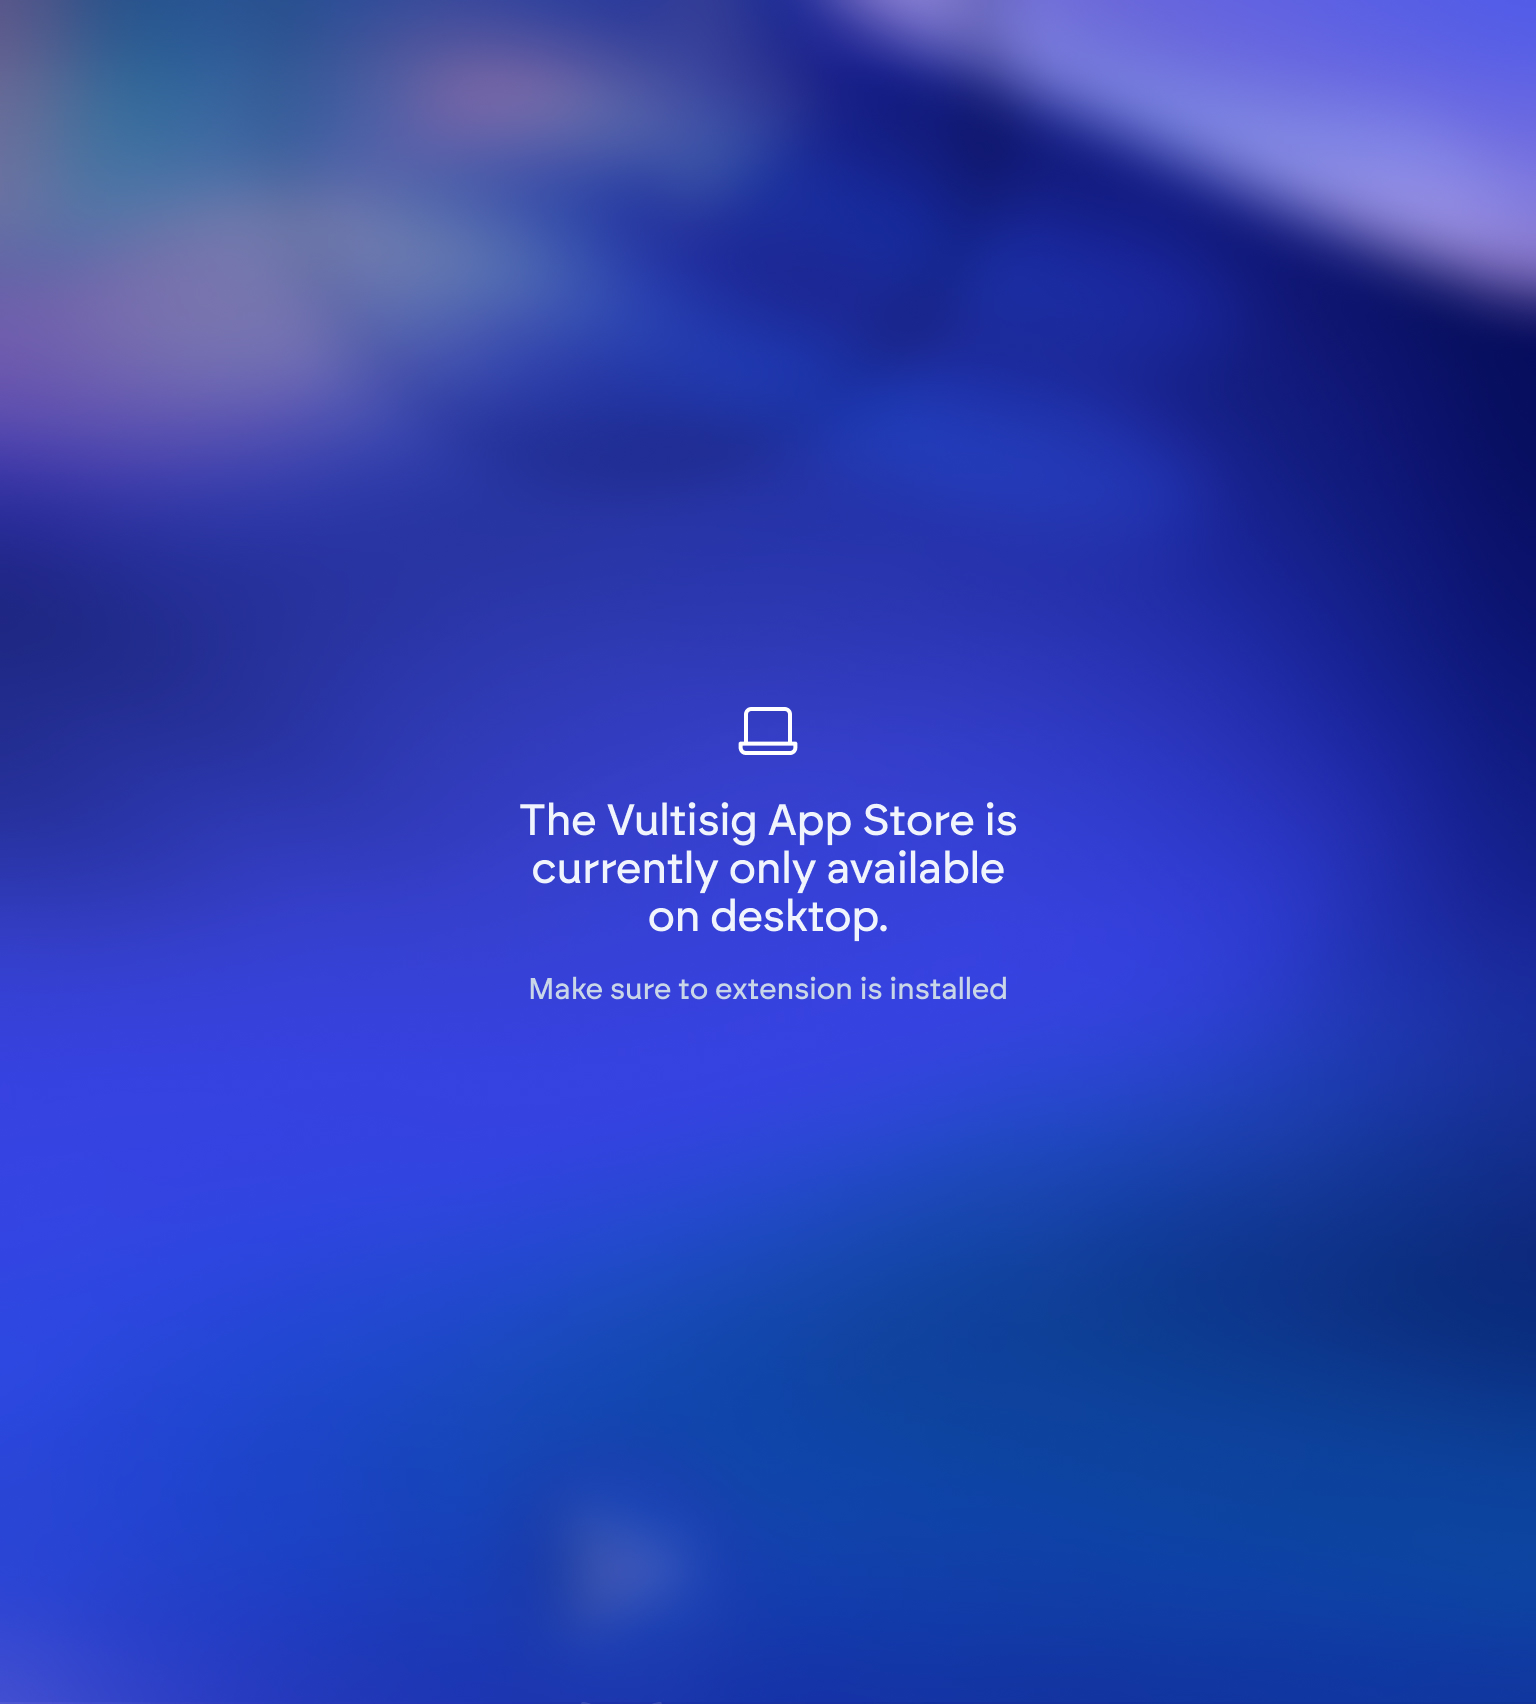 The Vultisig App Store is
currently only available
on desktop.
Make sure to extension is installed